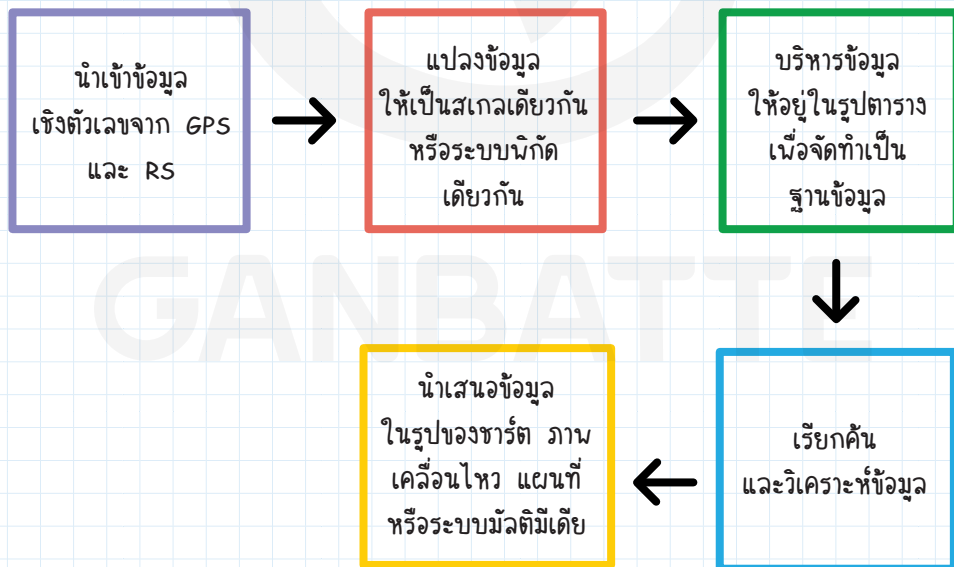 นำเข้าข้อมูล
เชิงตัวเลขจาก GPS
และ RS
แปลงข้อมูล
ให้เป็นสเกลเดียวกัน
หรือระบบพิกัด
เดียวกัน
บริหารข้อมูล
ให้อยู่ในรูปตาราง
เพื่อจัดทำเป็น
ฐานข้อมูล
เรียกค้น
และวิเคราะห์ข้อมูล
นำเสนอข้อมูล
ในรูปของชาร์ต ภาพ
เคลื่อนไหว แผนที่
หรือระบบมัลติมีเดีย
GANBATTE